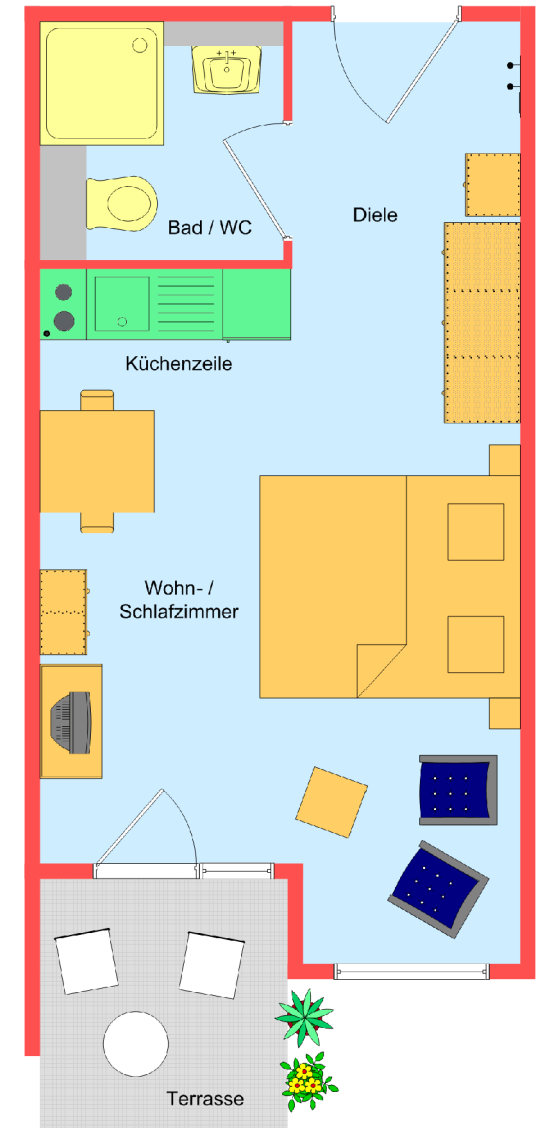 Diele
Bad / WC
Küchenzeile
Wohn- /
Schlafzimmer
Terrasse